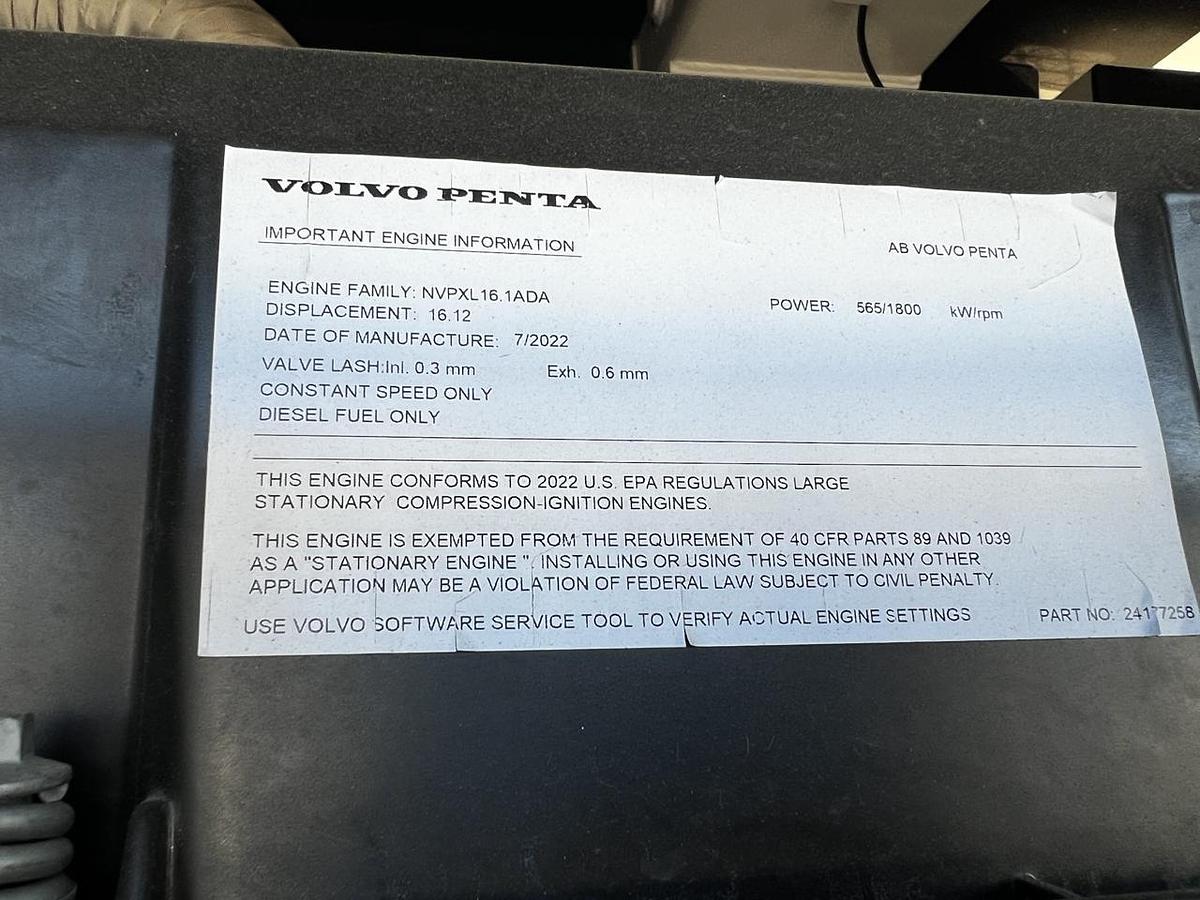 VOLVO PENTA
IMPORTANT ENGINE INFORMATION
AB VOLVO PENTA
ENGINE FAMILY: NVPXL16.1ADA
POWER: 565/1800 kW/rpm
DISPLACEMENT: 16.12
DATE OF MANUFACTURE: 7/2022
VALVE LASH:Inl. 0.3 mm Exh. 0.6 mm
CONSTANT SPEED ONLY
DIESEL FUEL ONLY
THIS ENGINE CONFORMS TO 2022 U.S. EPA REGULATIONS LARGE
STATIONARY COMPRESSION-IGNITION ENGINES.
THIS ENGINE IS EXEMPTED FROM THE REQUIREMENT OF 40 CFR PARTS 89 AND 1039
AS A "STATIONARY ENGINE ". INSTALLING OR USING THIS ENGINE IN ANY OTHER
APPLICATION MAY BE A VIOLATION OF FEDERAL LAW SUBJECT TO CIVIL PENALTY.
USE VOLVO SOFTWARE SERVICE TOOL TO VERIFY ACTUAL ENGINE SETTINGS PART NO: 24177258